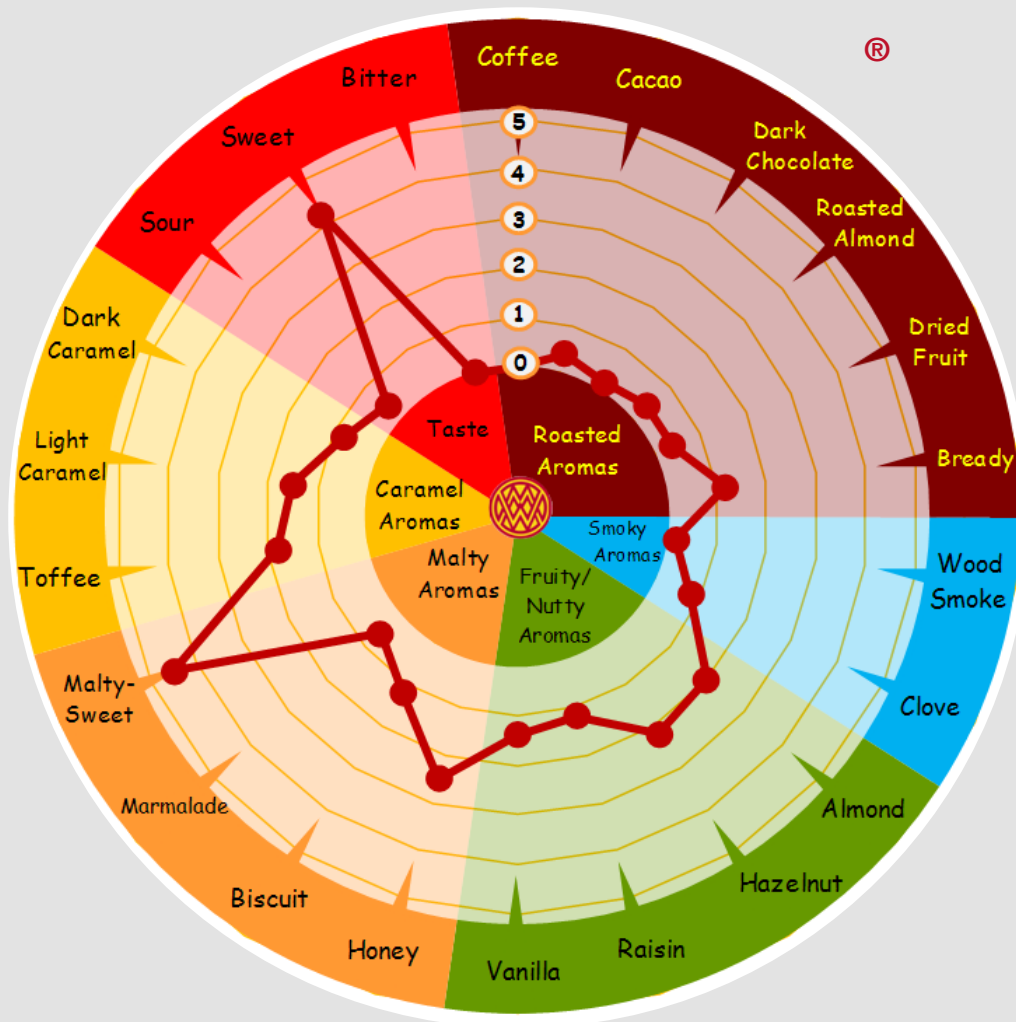 ®
Coffee
Cacao
Dark
Chocolate
Roasted
Almond
Dried
Fruit
Bready
Wood
Smoke
Clove
Almond
Hazelnut
Raisin
Vanilla
Honey
Biscuit
Marmalade
Malty-
Sweet
Toffee
Light
Caramel
Dark
Caramel
Sour
Sweet
Bitter
5
4
3
2
1
0
Taste
Roasted
Aromas
Caramel
Aromas
Smoky
Aromas
Malty
Aromas
Fruity/
Nutty
Aromas